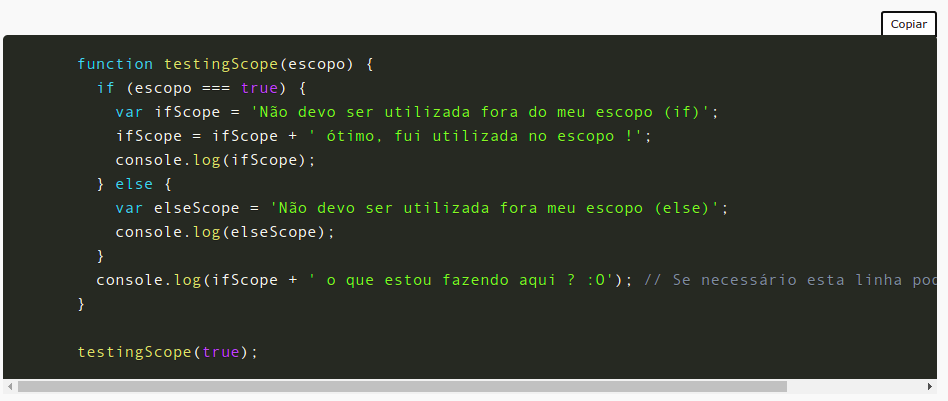 Copiar
function testingScope(escopo) {
if (escopo === true) {
var ifScope = 'Não devo ser utilizada fora do meu escopo (if)';
ifScope = ifScope + ' ótimo, fui utilizada no escopo !';
console.log(ifScope);
} else {
var elseScope = 'Não devo ser utilizada fora meu escopo (else)';
console.log(elseScope);
}
console.log(ifScope + ' o que estou fazendo aqui ? :O'); // Se necessário esta linha
}
testingScope(true);